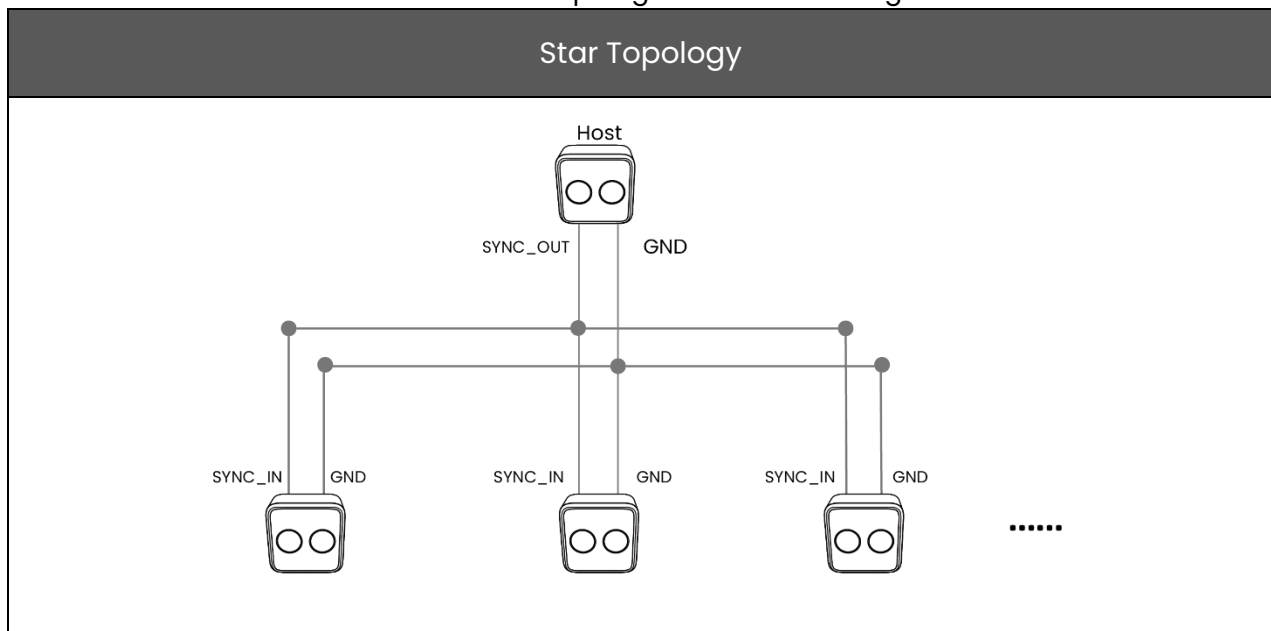 Star Topology
Host
SYNC_OUT GND
SYNC_IN GND SYNC_IN GND SYNC_IN GND
......